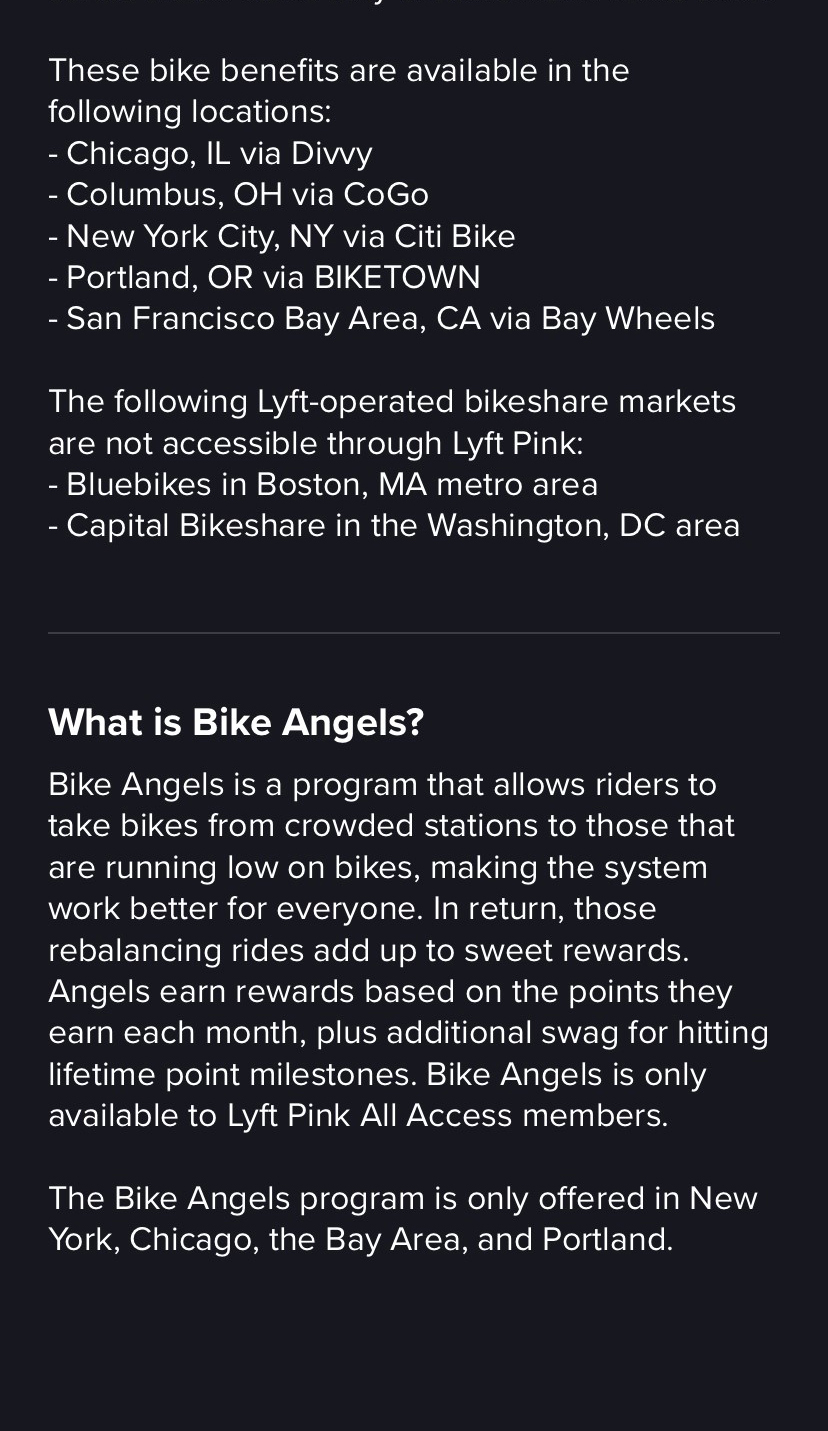 These bike benefits are available in the
following locations:
- Chicago, IL via Divvy
- Columbus, OH via CoGo
- New York City, NY via Citi Bike
- Portland, OR via BIKETOWN
- San Francisco Bay Area, CA via Bay Wheels
The following Lyft-operated bikeshare markets
are not accessible through Lyft Pink:
- Bluebikes in Boston, MA metro area
- Capital Bikeshare in the Washington, DC area
What is Bike Angels?
Bike Angels is a program that allows riders to
take bikes from crowded stations to those that
are running low on bikes, making the system
work better for everyone. In return, those
rebalancing rides add up to sweet rewards.
Angels earn rewards based on the points they
earn each month, plus additional swag for hitting
lifetime point milestones. Bike Angels is only
available to Lyft Pink All Access members.
The Bike Angels program is only offered in New
York, Chicago, the Bay Area, and Portland.